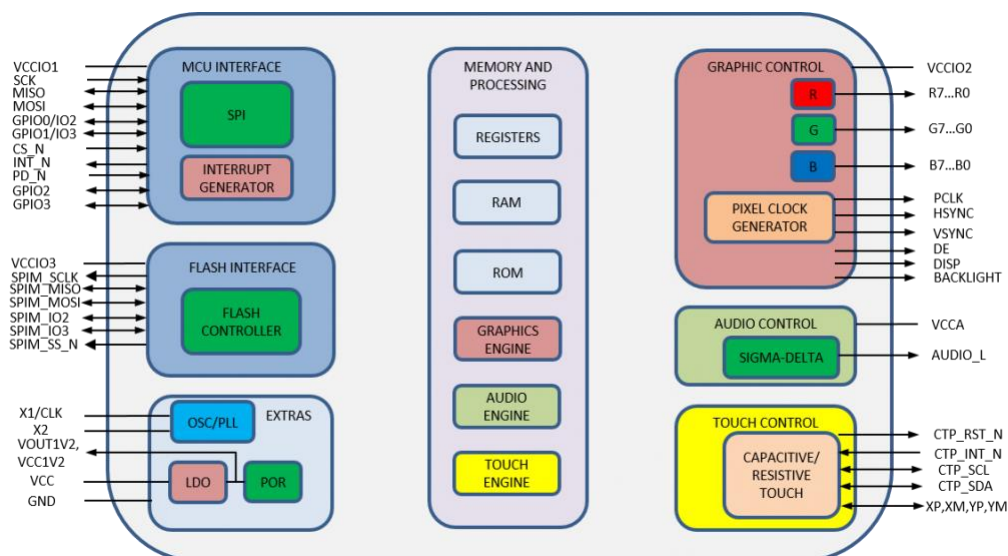 VCCIO1
SCK
MISO
MOSI
GPIO0/IO2
GPIO1/IO3
CS_N
INT_N
PD_N
GPIO2
GPIO3
MCU INTERFACE
SPI
INTERRUPT
GENERATOR
VCCIO3
SPIM_SCLK
SPIM_MISO
SPIM_MOSI
SPIM_IO2
SPIM_IO3
SPIM_SS_N
FLASH INTERFACE
FLASH
CONTROLLER
X1/CLK
X2
VOUT1V2,
VCC1V2
VCC
GND
EXTRAS
OSC/PLL
LDO
POR
MEMORY AND
PROCESSING
REGISTERS
RAM
ROM
GRAPHICS
ENGINE
AUDIO
ENGINE
TOUCH
ENGINE
GRAPHIC CONTROL
R
G
B
PIXEL CLOCK
GENERATOR
VCCIO2
R7...R0
G7...G0
B7...B0
PCLK
HSYNC
VSYNC
DE
DISP
BACKLIGHT
AUDIO CONTROL
SIGMA-DELTA
VCCA
AUDIO_L
TOUCH CONTROL
CAPACITIVE/
RESISTIVE
TOUCH
CTP_RST_N
CTP_INT_N
CTP_SCL
CTP_SDA
XP,XM,YP,YM